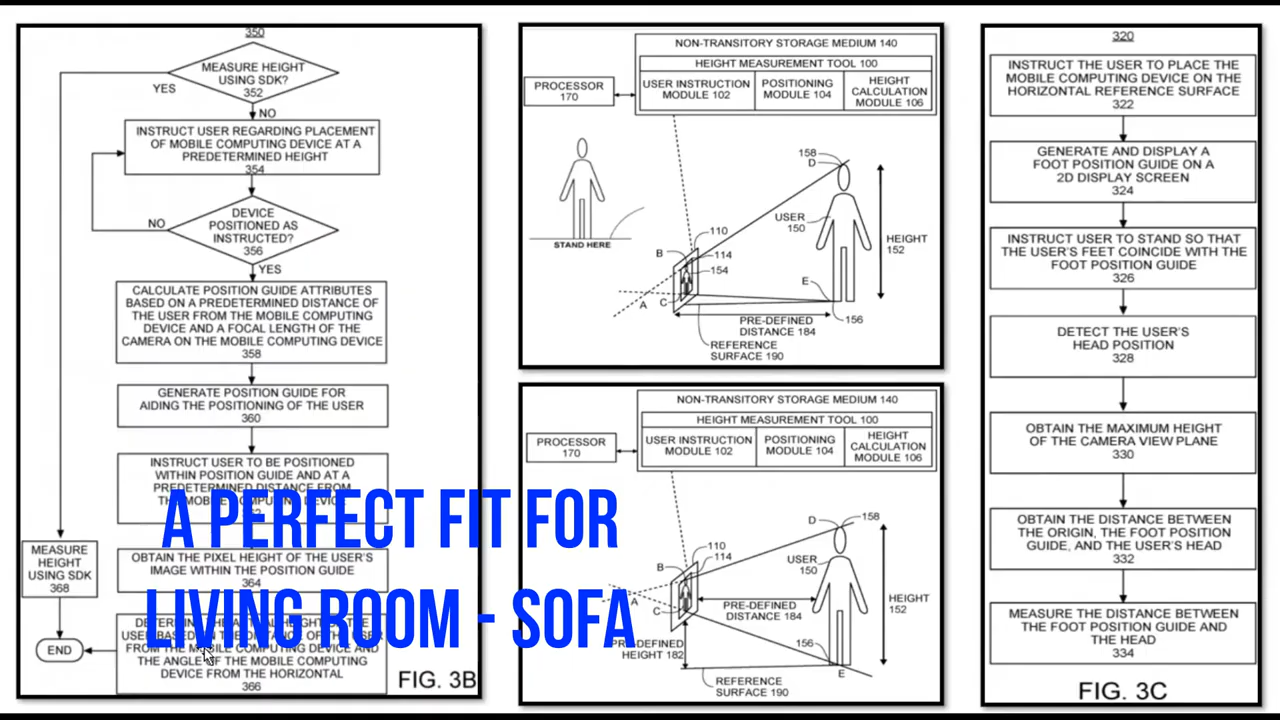 350
MEASURE HEIGHT
USING SDK?
352
YES
NO
INSTRUCT USER REGARDING PLACEMENT
OF MOBILE COMPUTING DEVICE AT A
PREDETERMINED HEIGHT
354
NO
DEVICE
POSITIONED AS
INSTRUCTED?
356
YES
CALCULATE POSITION GUIDE ATTRIBUTES
BASED ON A PREDETERMINED DISTANCE OF
THE USER FROM THE MOBILE COMPUTING
DEVICE AND A FOCAL LENGTH OF THE
CAMERA ON THE MOBILE COMPUTING DEVICE
358
GENERATE POSITION GUIDE FOR
AIDING THE POSITIONING OF THE USER
360
INSTRUCT USER TO BE POSITIONED
WITHIN POSITION GUIDE AND AT A
PREDETERMINED DISTANCE FROM
THE MOBILE COMPUTING DEVICE
A PERFECT FIT FOR
LIVING ROOM - SOFA
MEASURE
HEIGHT
USING SDK
368
OBTAIN THE PIXEL HEIGHT OF THE USER'S
IMAGE WITHIN THE POSITION GUIDE
364
END
FROM THE MOBILE COMPUTING DEVICE AND
THE ANGLE OF THE MOBILE COMPUTING
DEVICE FROM THE HORIZONTAL
366
FIG. 3B
NON-TRANSITORY STORAGE MEDIUM 140
HEIGHT MEASUREMENT TOOL 100
PROCESSOR
170
USER INSTRUCTION
MODULE 102
POSITIONING
MODULE 104
HEIGHT
CALCULATION
MODULE 106
STAND HERE
158
D
USER
150
HEIGHT
152
110
B
114
154
A
C
E
156
PRE-DEFINED
DISTANCE 184
REFERENCE
SURFACE 190
NON-TRANSITORY STORAGE MEDIUM 140
HEIGHT MEASUREMENT TOOL 100
PROCESSOR
170
USER INSTRUCTION
MODULE 102
POSITIONING
MODULE 104
HEIGHT
CALCULATION
MODULE 106
D
158
110
114
B
USER
150
A
C
PRE-DEFINED
DISTANCE 184
HEIGHT
152
156
HEIGHT 182
E
REFERENCE
SURFACE 190
320
INSTRUCT THE USER TO PLACE THE
MOBILE COMPUTING DEVICE ON THE
HORIZONTAL REFERENCE SURFACE
322
GENERATE AND DISPLAY A
FOOT POSITION GUIDE ON A
2D DISPLAY SCREEN
324
INSTRUCT USER TO STAND SO THAT
THE USER'S FEET COINCIDE WITH THE
FOOT POSITION GUIDE
326
DETECT THE USER'S
HEAD POSITION
328
OBTAIN THE MAXIMUM HEIGHT
OF THE CAMERA VIEW PLANE
330
OBTAIN THE DISTANCE BETWEEN
THE ORIGIN, THE FOOT POSITION
GUIDE, AND THE USER'S HEAD
332
MEASURE THE DISTANCE BETWEEN
THE FOOT POSITION GUIDE AND
THE HEAD
334
FIG. 3C